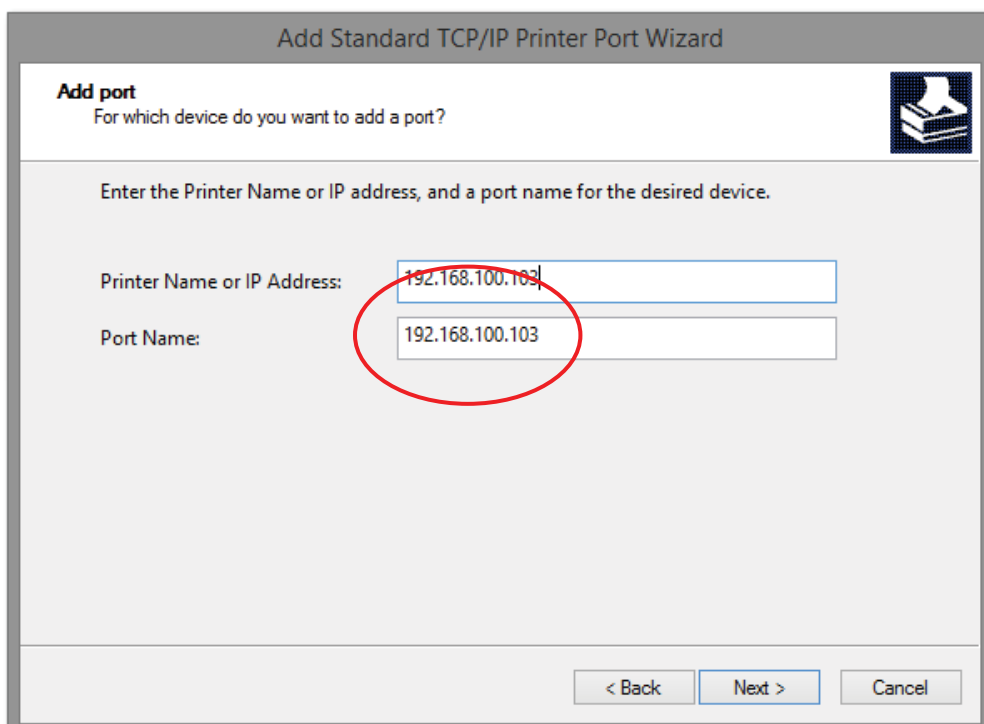 Add Standard TCP/IP Printer Port Wizard
Add port
For which device do you want to add a port?
Enter the Printer Name or IP address, and a port name for the desired device.
Printer Name or IP Address: 192.168.100.103
Port Name: 192.168.100.103
< Back Next > Cancel